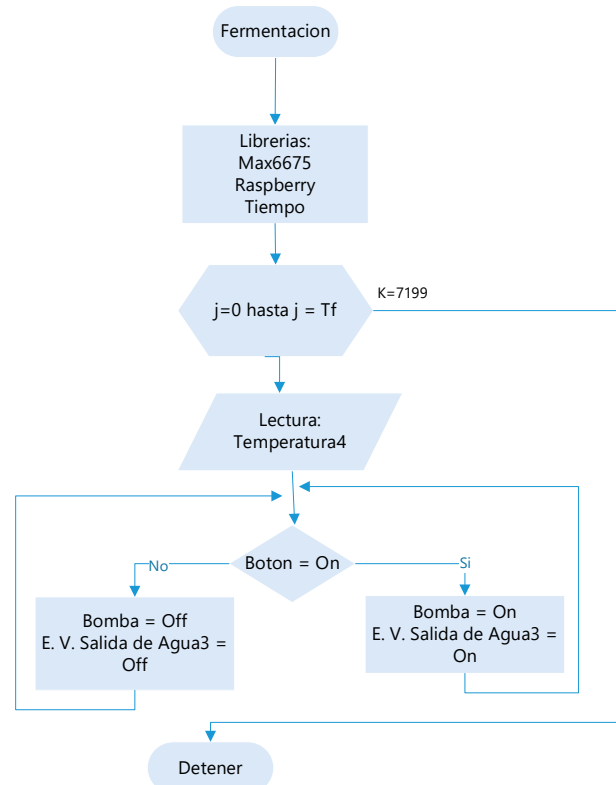 Fermentacion
Librerias:
Max6675
Raspberry
Tiempo
j=0 hasta j = Tf
K=7199
Lectura:
Temperatura4
Boton = On
No
Si
Bomba = Off
E. V. Salida de Agua3 =
Off
Bomba = On
E. V. Salida de Agua3 =
On
Detener